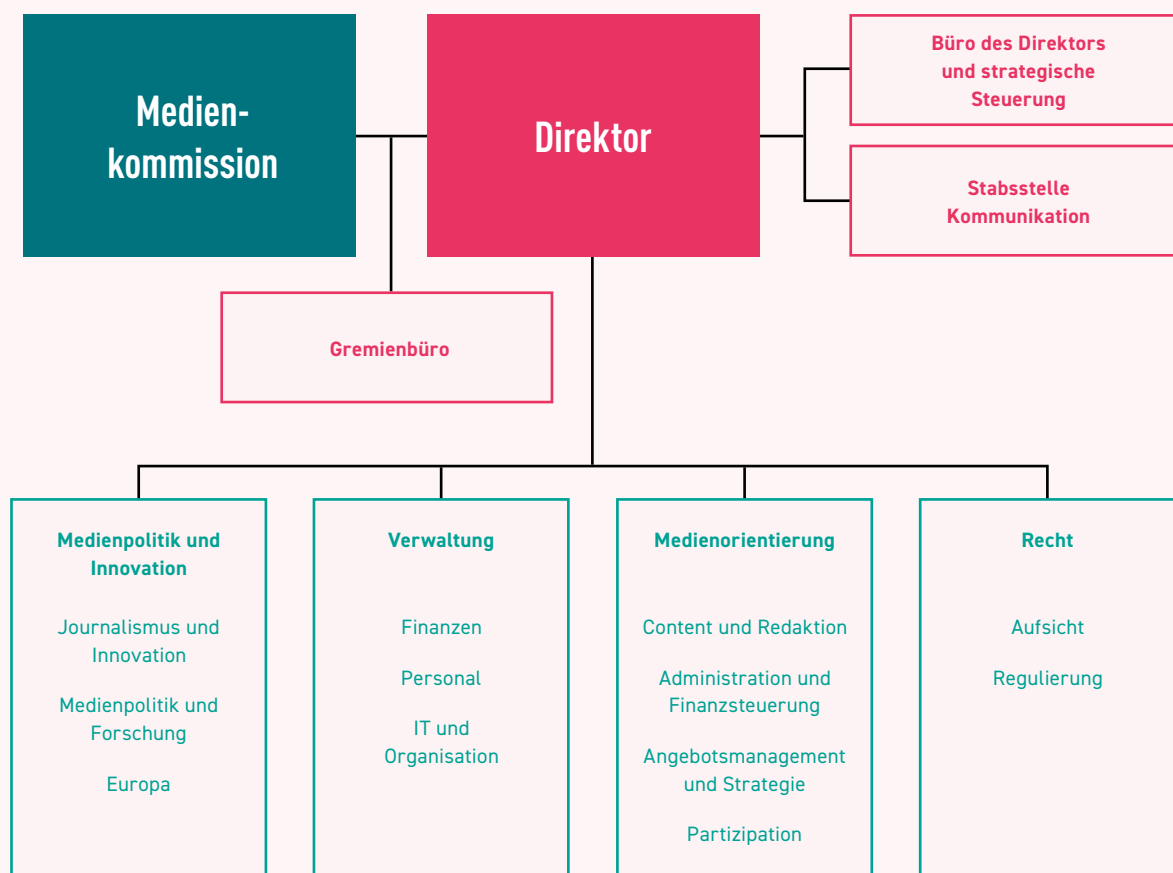 Medien-
kommission
Direktor
Büro des Direktors
und strategische
Steuerung
Stabsstelle
Kommunikation
Gremienbüro
Medienpolitik und
Innovation
Journalismus und
Innovation
Medienpolitik und
Forschung
Europa
Verwaltung
Finanzen
Personal
IT und
Organisation
Medienorientierung
Content und Redaktion
Administration und
Finanzsteuerung
Angebotsmanagement
und Strategie
Partizipation
Recht
Aufsicht
Regulierung